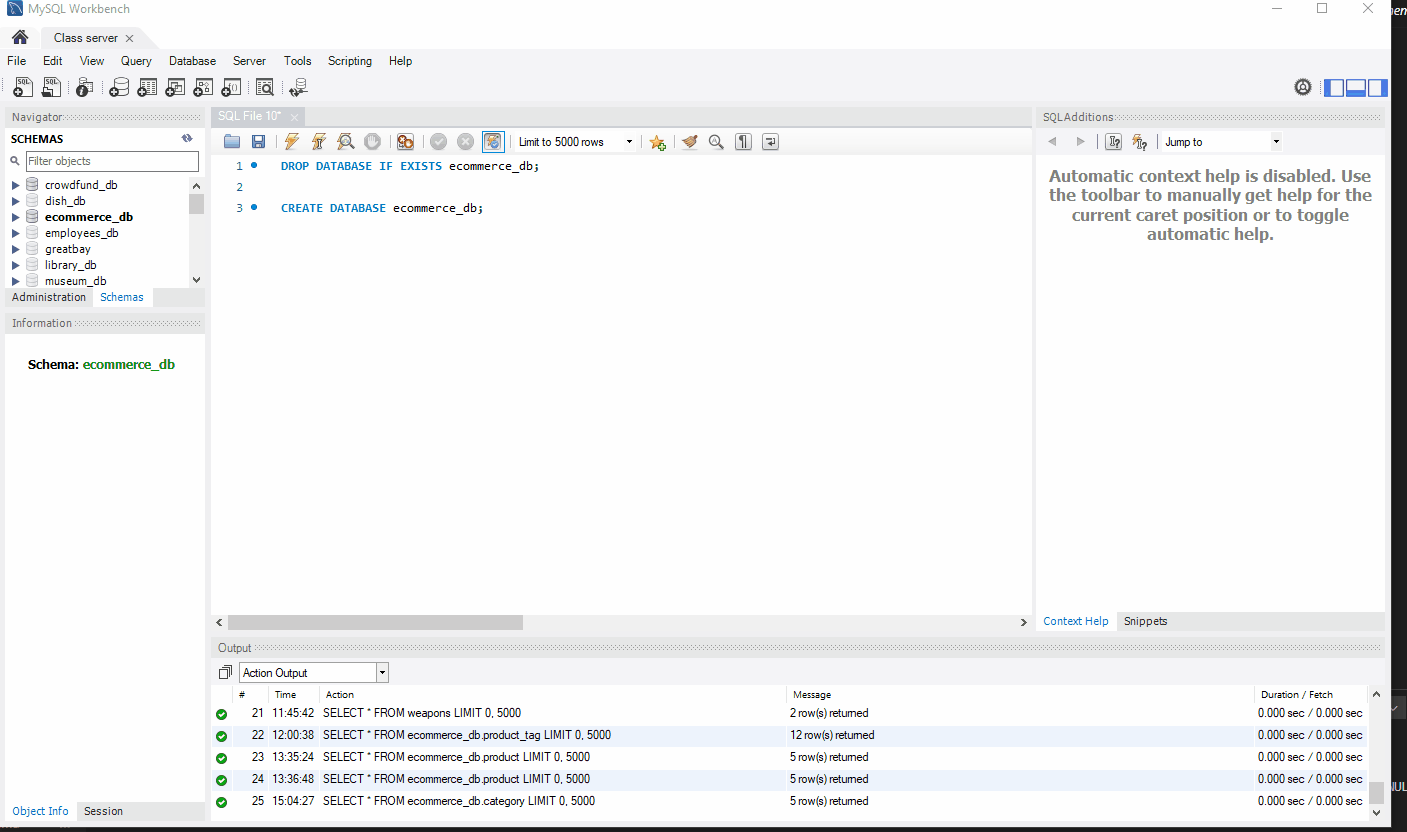 MySQL Workbench
Class server
File Edit View Query Database Server Tools Scripting Help
Navigator
SCHEMAS
Filter objects
crowdfund_db
dish_db
ecommerce_db
employees_db
greatbay
library_db
museum_db
Administration Schemas
Information
Schema: ecommerce_db
Object Info Session
SQL File 10*
Limit to 5000 rows
1 DROP DATABASE IF EXISTS ecommerce_db;
2
3 CREATE DATABASE ecommerce_db;
SQLAdditions
Jump to
Automatic context help is disabled. Use
the toolbar to manually get help for the
current caret position or to toggle
automatic help.
Context Help Snippets
Output
Action Output
# Time Action Message Duration / Fetch
21 11:45:42 SELECT * FROM weapons LIMIT 0, 5000 2 row(s) returned 0.000 sec / 0.000 sec
22 12:00:38 SELECT * FROM ecommerce_db.product_tag LIMIT 0, 5000 12 row(s) returned 0.000 sec / 0.000 sec
23 13:35:24 SELECT * FROM ecommerce_db.product LIMIT 0, 5000 5 row(s) returned 0.000 sec / 0.000 sec
24 13:36:48 SELECT * FROM ecommerce_db.product LIMIT 0, 5000 5 row(s) returned 0.000 sec / 0.000 sec
25 15:04:27 SELECT * FROM ecommerce_db.category LIMIT 0, 5000 5 row(s) returned 0.000 sec / 0.000 sec